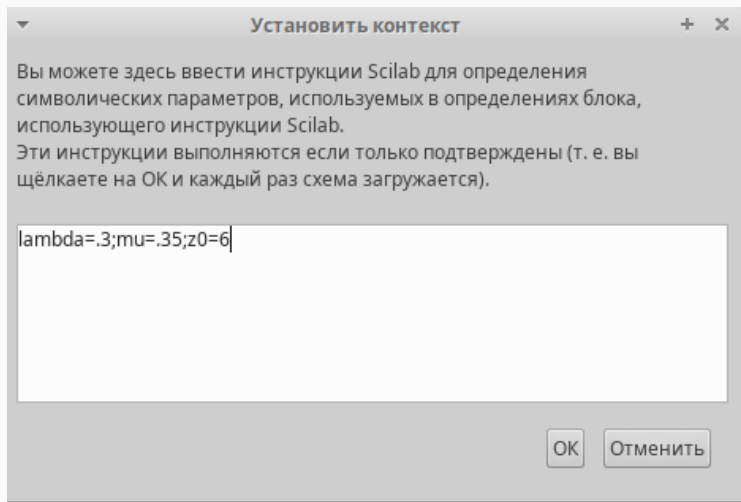 Установить контекст
Вы можете здесь ввести инструкции Scilab для определения
символических параметров, используемых в определениях блока,
использующего инструкции Scilab.
Эти инструкции выполняются если только подтверждены (т. е. вы
щёлкаете на ОК и каждый раз схема загружается).
lambda=.3;mu=.35;z0=6
ОК Отменить